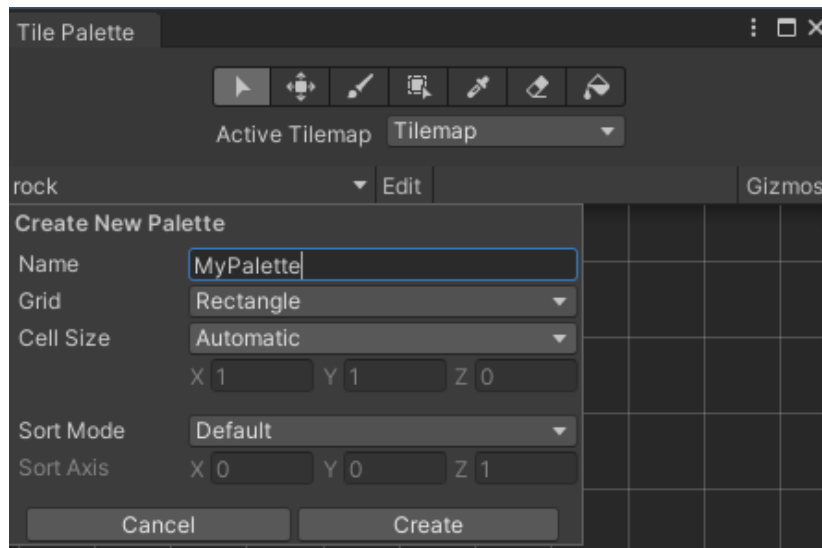 Tile Palette
Active Tilemap Tilemap
rock Edit Gizmos
Create New Palette
Name MyPalette
Grid Rectangle
Cell Size Automatic
X 1 Y 1 Z 0
Sort Mode Default
Sort Axis X 0 Y 0 Z 1
Cancel Create